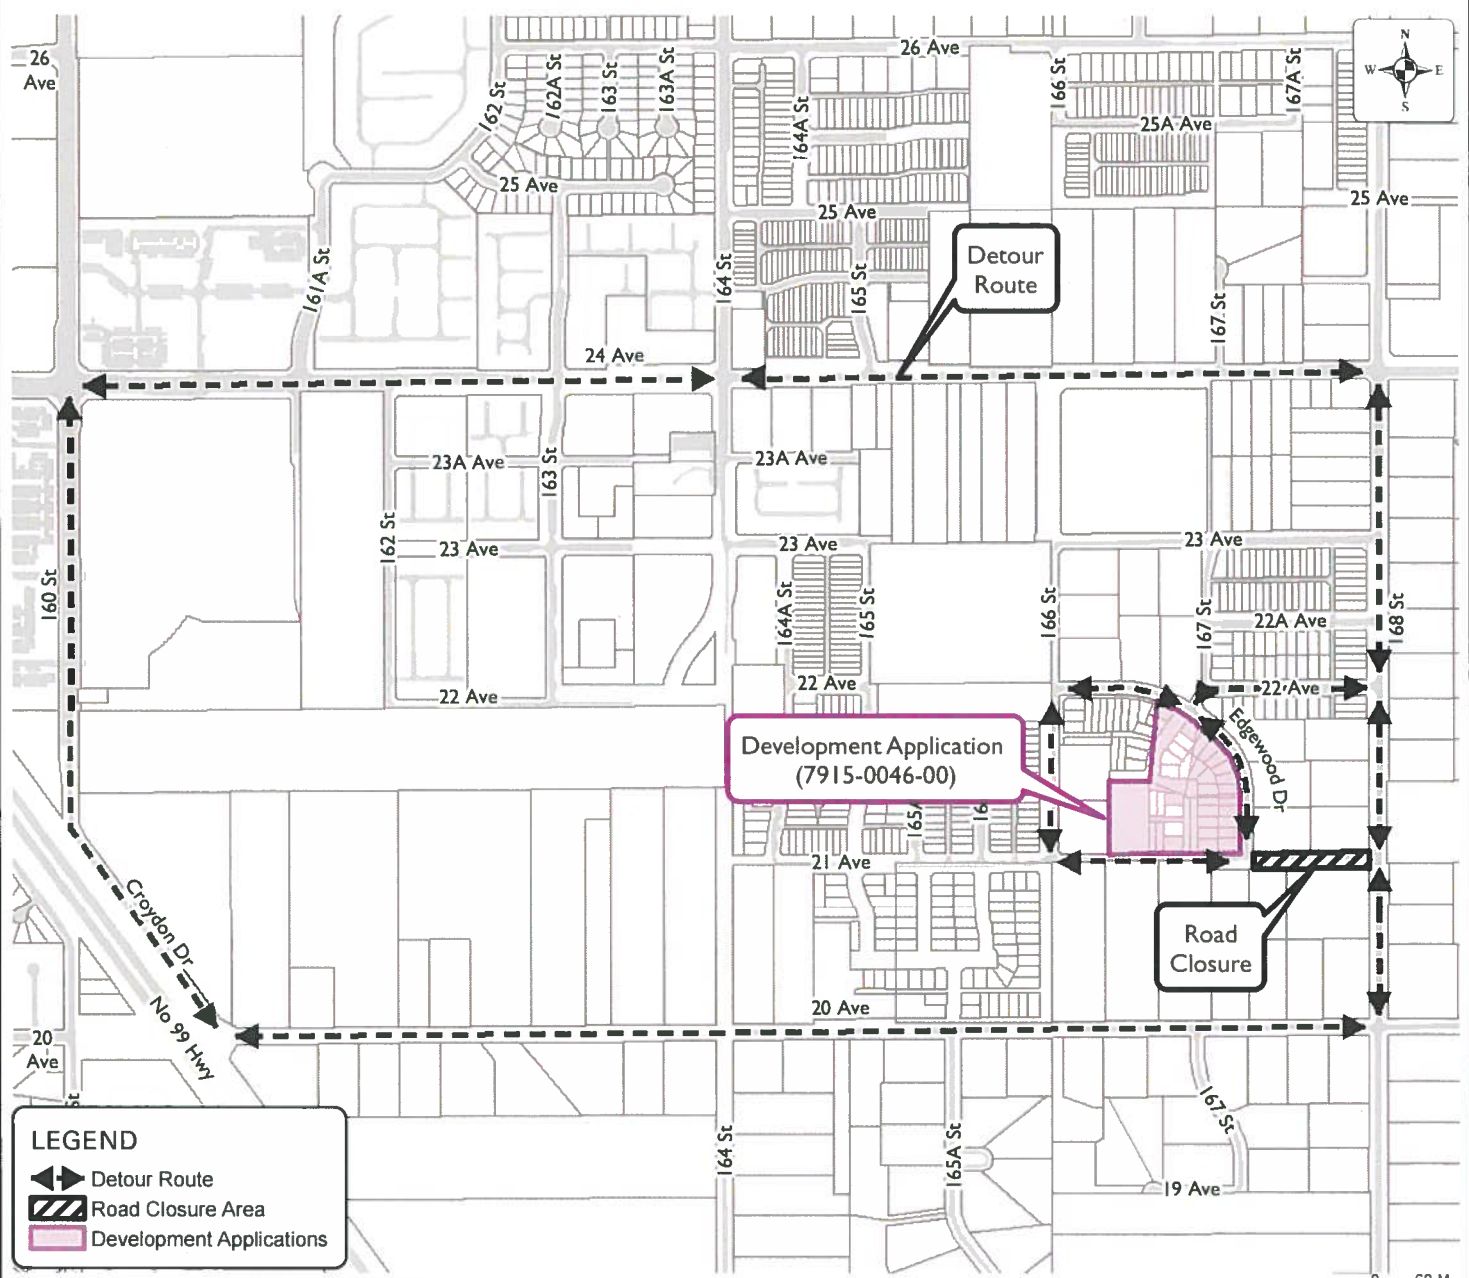 N
W E
S
26
Ave
26 Ave
162 St
162A St
163 St
163A St
164A St
166 St
167A St
25A Ave
25 Ave
25 Ave
25 Ave
161A St
164 St
165 St
167 St
Detour
Route
24 Ave
23A Ave
163 St
23A Ave
162 St
23 Ave
23 Ave
23 Ave
160 St
164A St
165 St
166 St
167 St
22A Ave
168 St
22 Ave
22 Ave
22 Ave
Edgewood Dr
Development Application
(7915-0046-00)
21 Ave
Croydon Dr
Road
Closure
No 99 Hwy
20 Ave
20
Ave
St
167 St
164 St
165A St
19 Ave
LEGEND
Detour Route
Road Closure Area
Development Applications